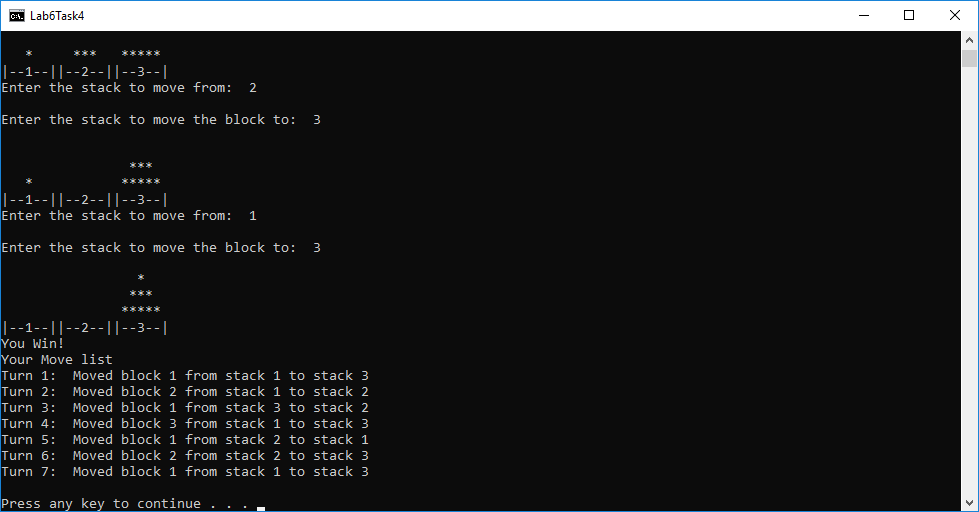 Lab6Task4
*     ***   *****
|--1--||--2--||--3--|
Enter the stack to move from:  2
Enter the stack to move the block to:  3
***
*           *****
|--1--||--2--||--3--|
Enter the stack to move from:  1
Enter the stack to move the block to:  3
*
***
*****
|--1--||--2--||--3--|
You Win!
Your Move list
Turn 1:  Moved block 1 from stack 1 to stack 3
Turn 2:  Moved block 2 from stack 1 to stack 2
Turn 3:  Moved block 1 from stack 3 to stack 2
Turn 4:  Moved block 3 from stack 1 to stack 3
Turn 5:  Moved block 1 from stack 2 to stack 1
Turn 6:  Moved block 2 from stack 2 to stack 3
Turn 7:  Moved block 1 from stack 1 to stack 3
Press any key to continue . . .